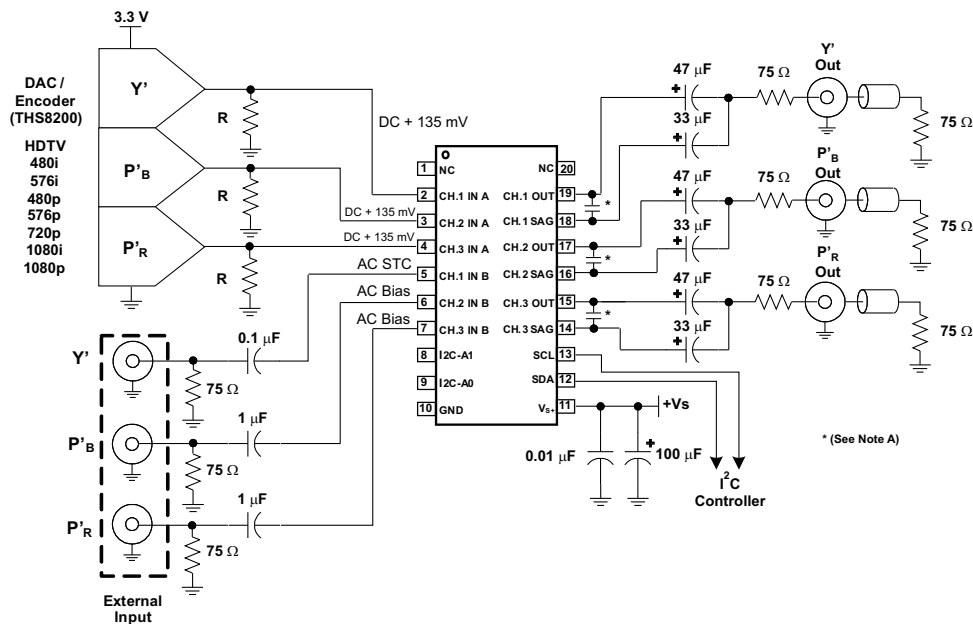 3.3 V
DAC /
Encoder
(THS8200)
HDTV
480i
576i
480p
576p
720p
1080i
1080p
Y'
P'B
P'R
R
R
R
DC + 135 mV
DC + 135 mV
DC + 135 mV
AC STC
AC Bias
AC Bias
Y'
P'B
P'R
0.1 μF
1 μF
1 μF
75 Ω
75 Ω
75 Ω
External
Input
1 NC
2 CH.1 IN A
3 CH.2 IN A
4 CH.3 IN A
5 CH.1 IN B
6 CH.2 IN B
7 CH.3 IN B
8 I2C-A1
9 I2C-A0
10 GND
NC 20
CH.1 OUT 19
CH.1 SAG 18
CH.2 OUT 17
CH.2 SAG 16
CH.3 OUT 15
CH.3 SAG 14
SCL 13
SDA 12
VS+ 11
*
*
*
47 μF
33 μF
75 Ω
Y'
Out
75 Ω
47 μF
33 μF
75 Ω
P'B
Out
75 Ω
47 μF
33 μF
75 Ω
P'R
Out
75 Ω
+Vs
0.01 μF
100 μF
I2C
Controller
* (See Note A)